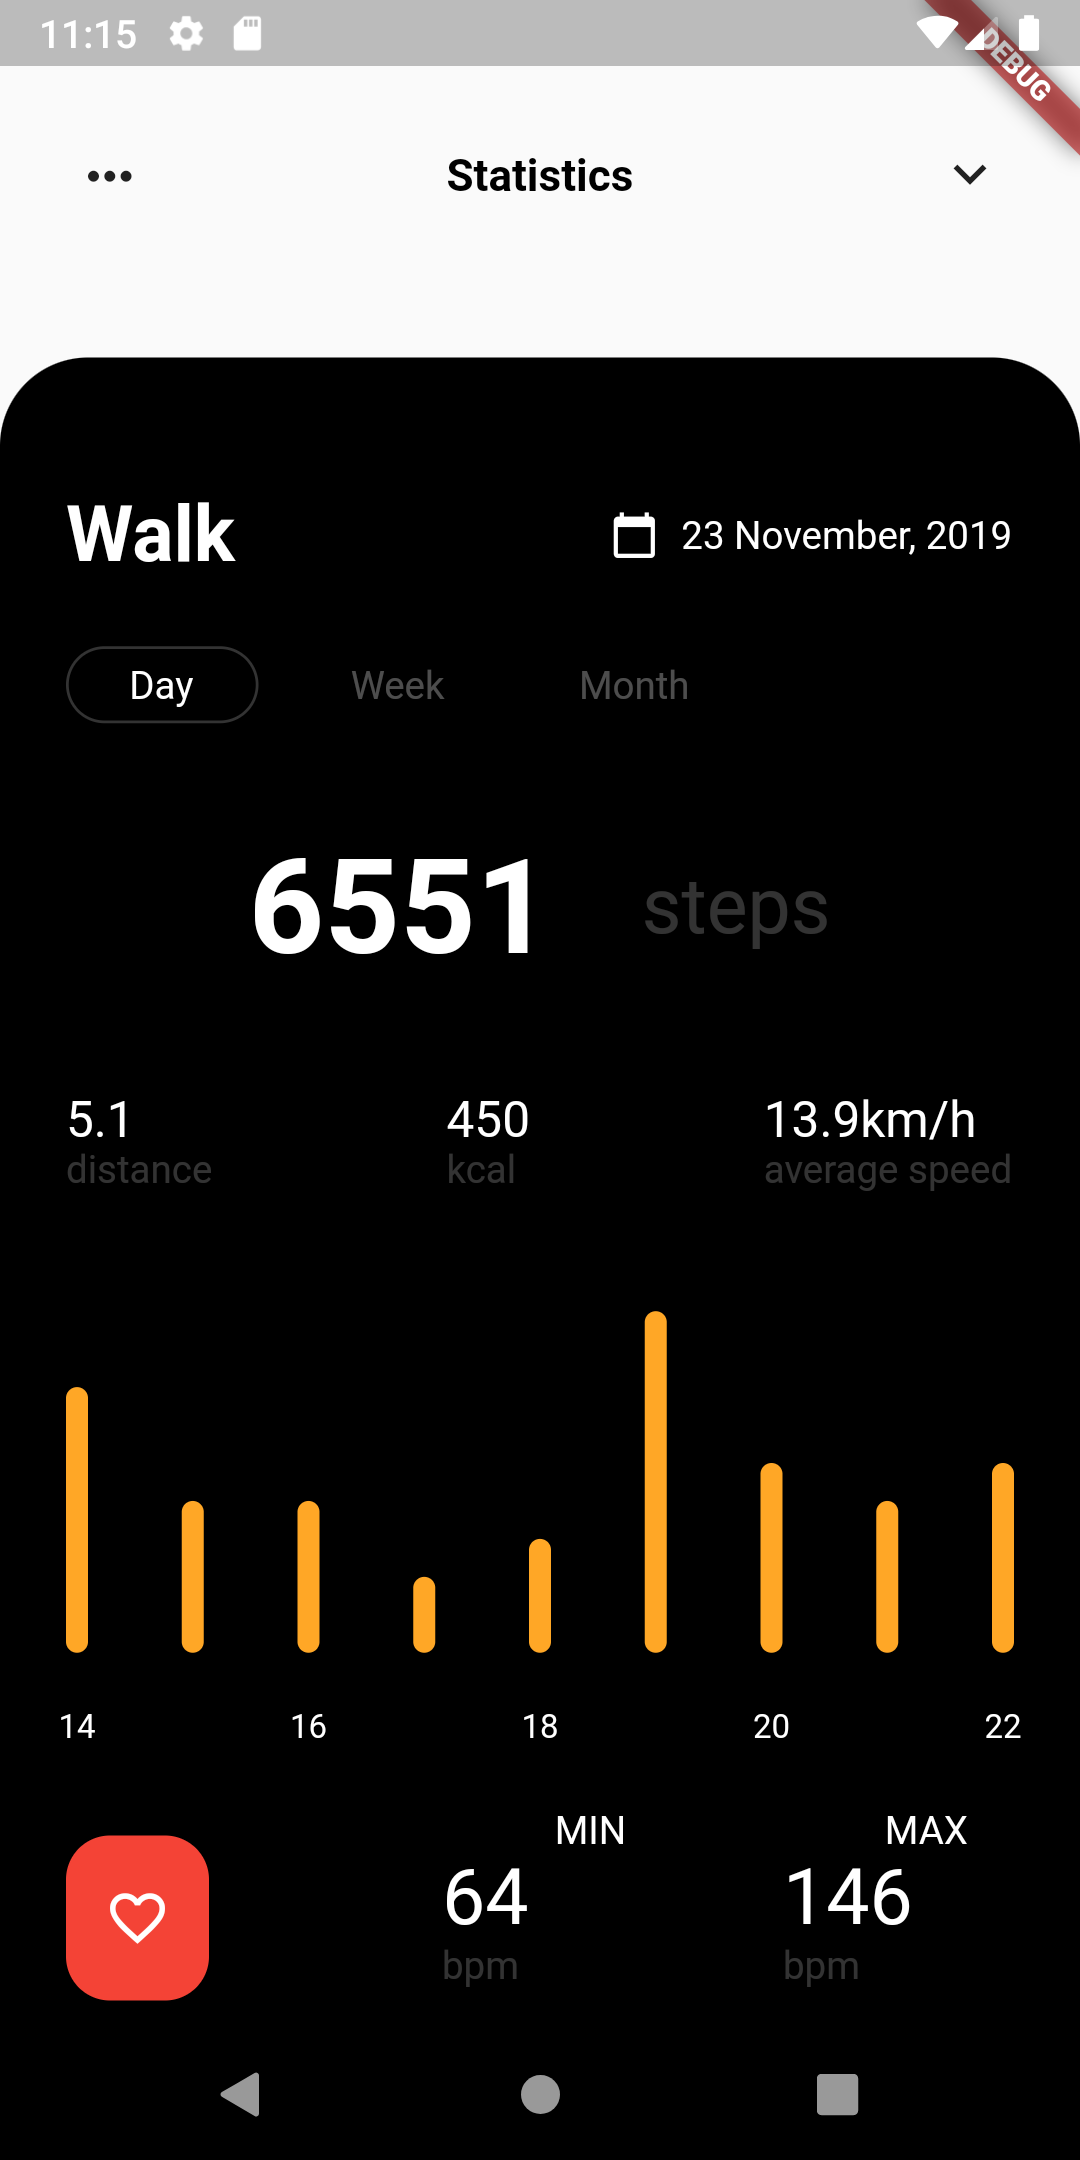 11:15
DEBUG
Statistics
Walk
23 November, 2019
Day Week Month
6551 steps
5.1 450 13.9km/h
distance kcal average speed
14 16 18 20 22
MIN MAX
64 146
bpm bpm